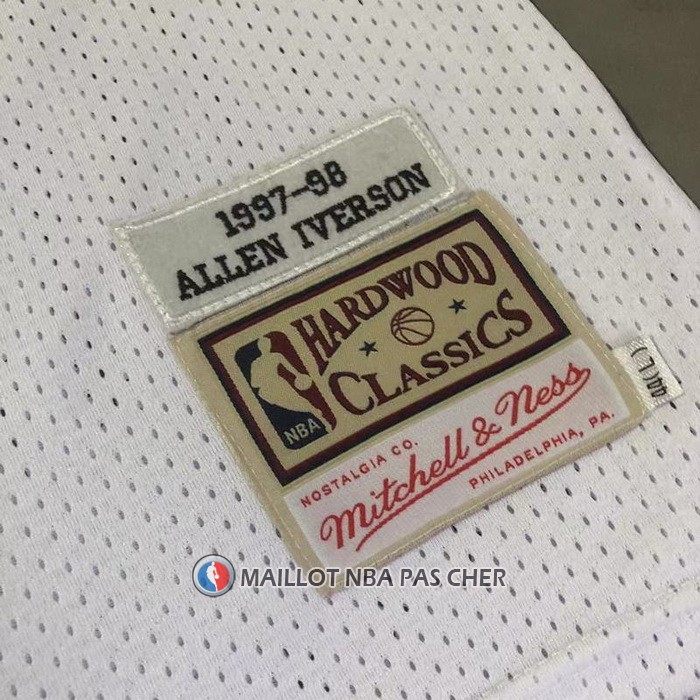 1997-98
ALLEN IVERSON
HARDWOOD
CLASSICS
NBA
NOSTALGIA CO.
Mitchell & Ness
PHILADELPHIA, PA.
MAILLOT NBA PAS CHER